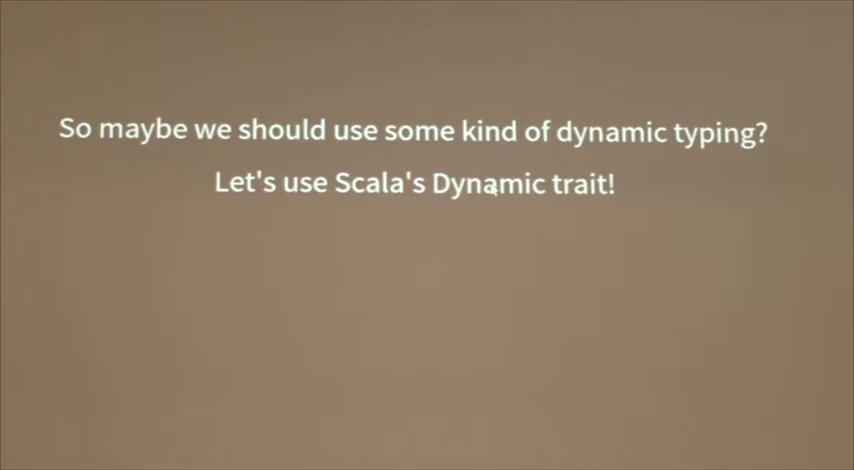 So maybe we should use some kind of dynamic typing?
Let's use Scala's Dynamic trait!